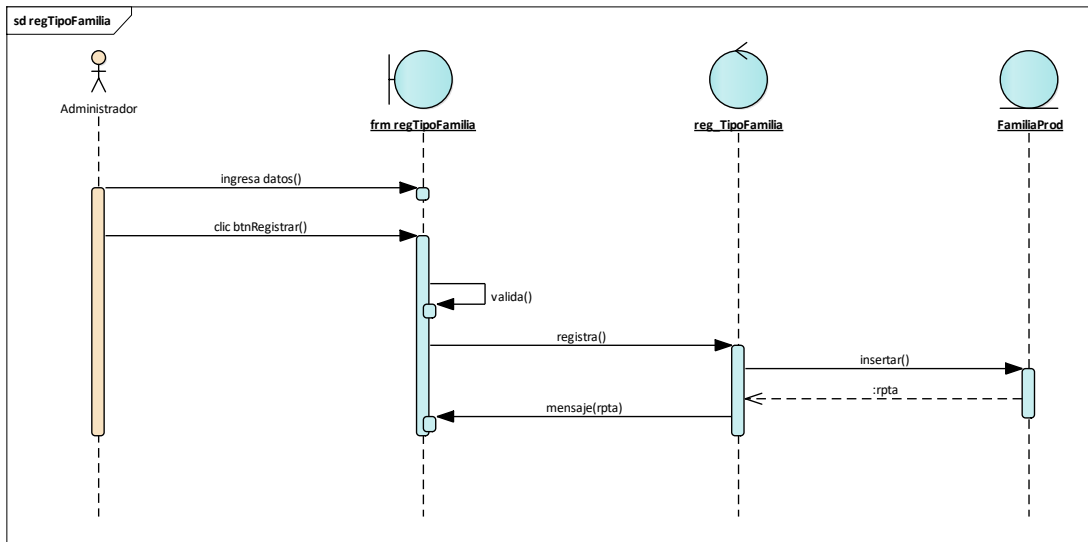 sd regTipoFamilia
Administrador
frm regTipoFamilia
reg_TipoFamilia
FamiliaProd
ingresa datos()
clic btnRegistrar()
valida()
registra()
insertar()
:rpta
mensaje(rpta)